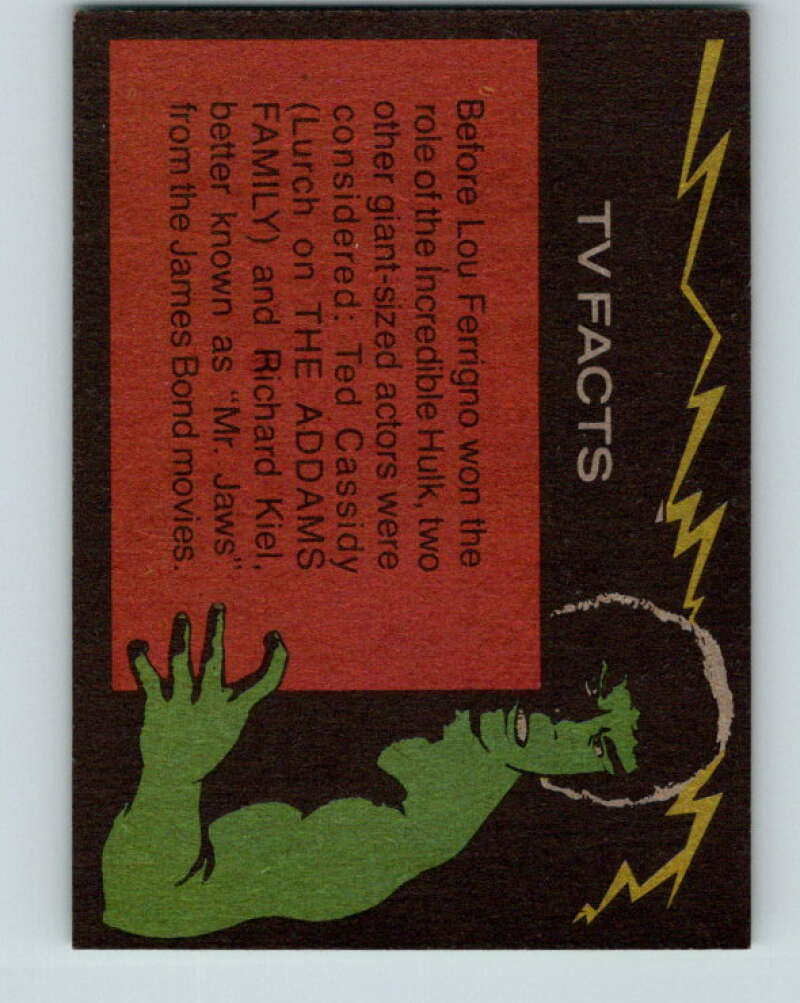 TV FACTS
Before Lou Ferrigno won the
role of the Incredible Hulk, two
other giant-sized actors were
considered: Ted Cassidy
(Lurch on THE ADDAMS
FAMILY) and Richard Kiel,
better known as "Mr. Jaws"
from the James Bond movies.